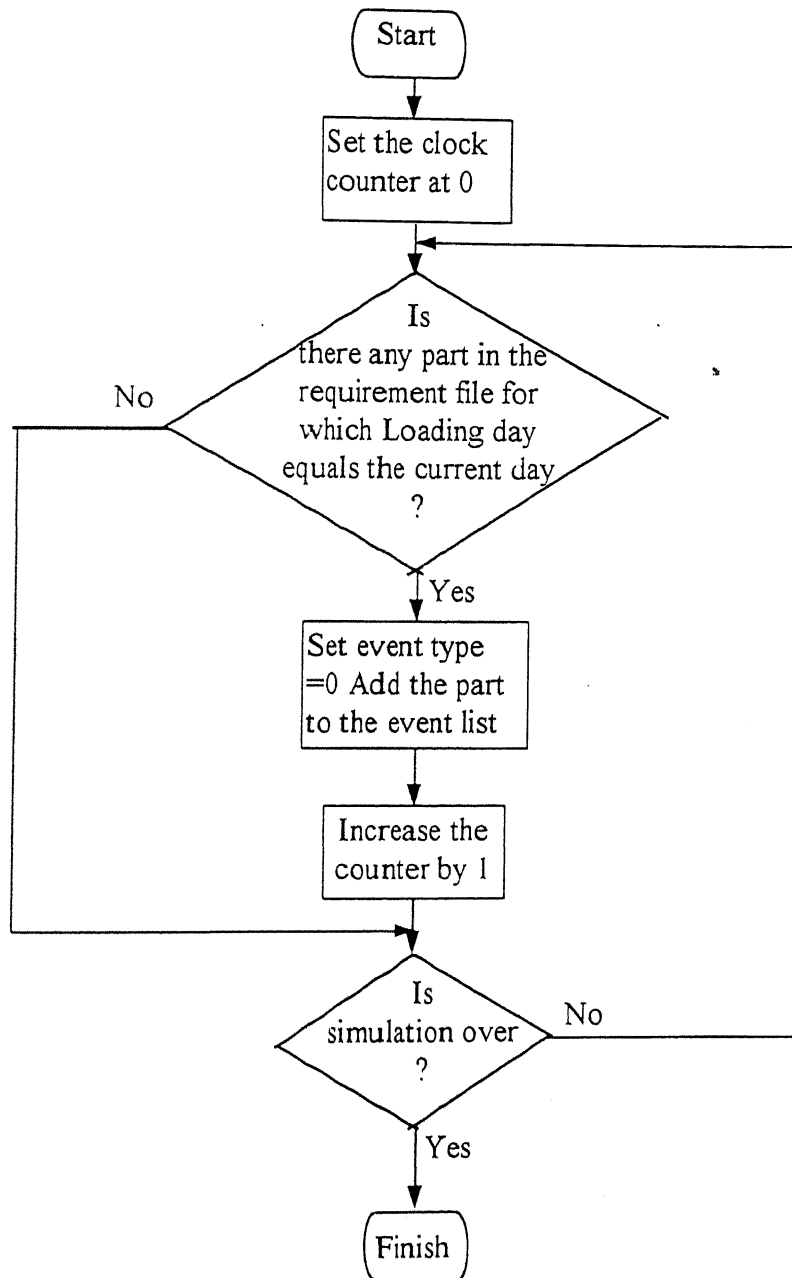 Start
Set the clock
counter at 0
Is
there any part in the
requirement file for
which Loading day
equals the current day
?
No
Yes
Set event type
=0 Add the part
to the event list
Increase the
counter by 1
Is
simulation over
?
No
Yes
Finish